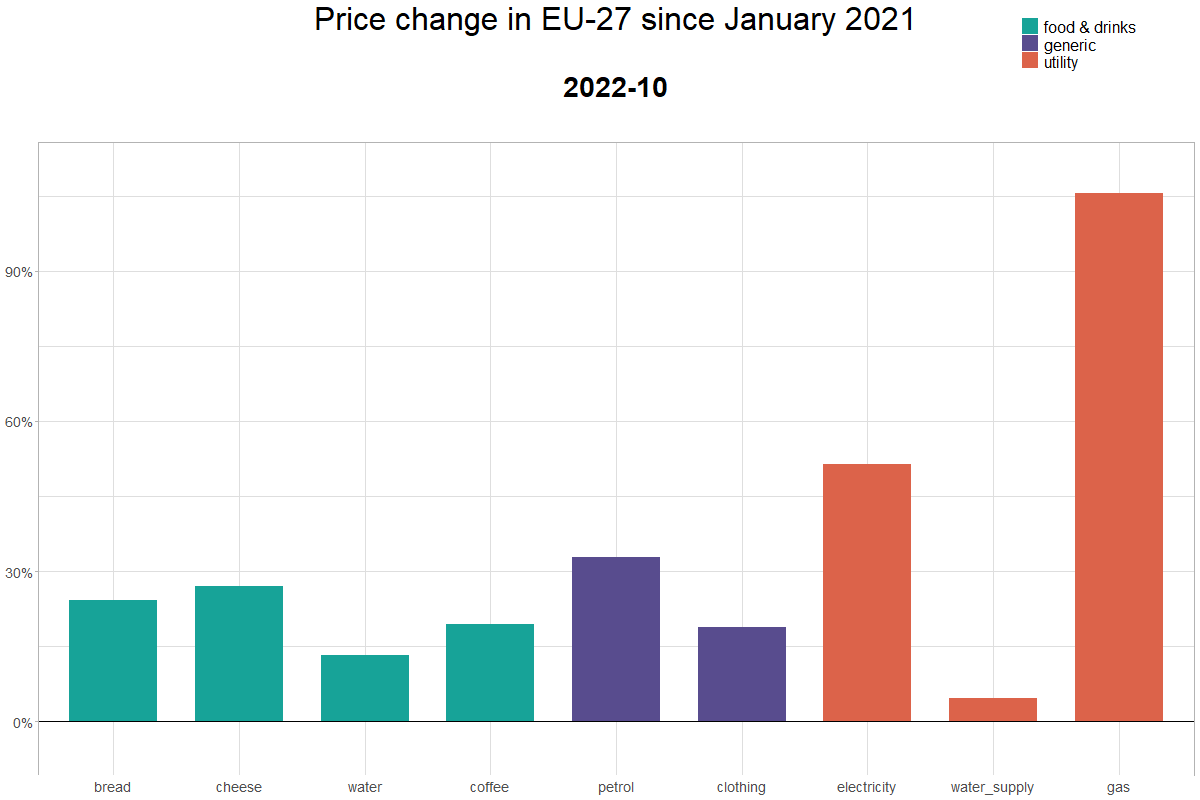 Price change in EU-27 since January 2021
food & drinks
generic
utility
2022-10
90%
60%
30%
0%
bread cheese water coffee petrol clothing electricity water_supply gas